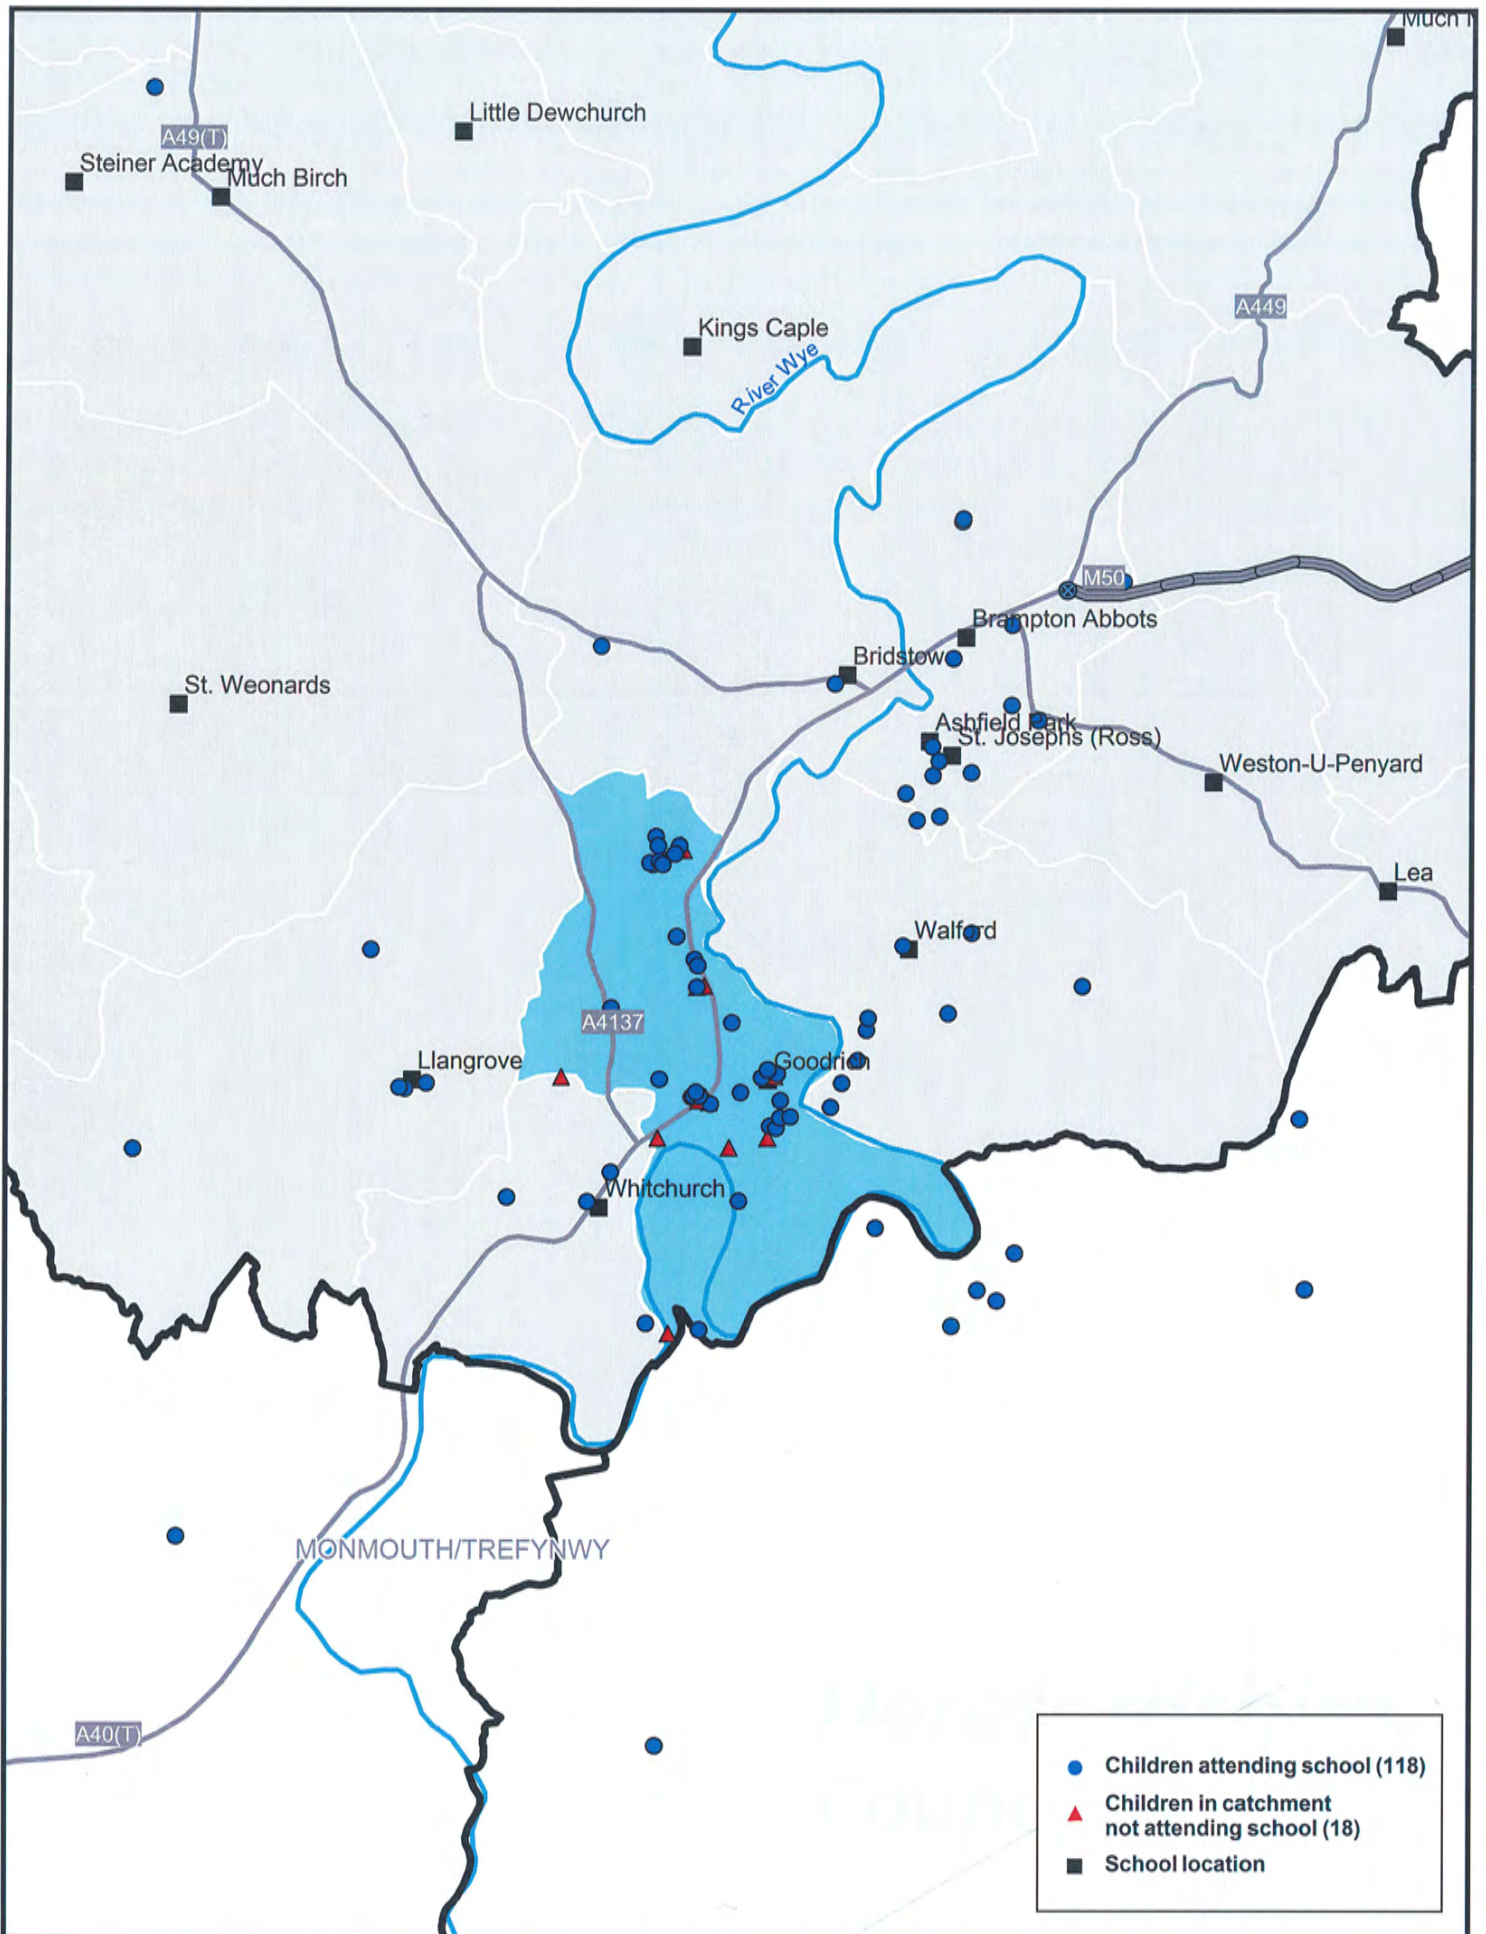 Much
A49(T)
Little Dewchurch
Steiner Academy
Much Birch
A449
Kings Caple
River Wye
M50
Brampton Abbots
Bridstow
St. Weonards
Ashfield Park
St. Josephs (Ross)
Weston-U-Penyard
Lea
Walford
A4137
Llangrove
Goodrich
Whitchurch
MONMOUTH/TREFYNWY
A40(T)
Children attending school (118)
Children in catchment
not attending school (18)
School location